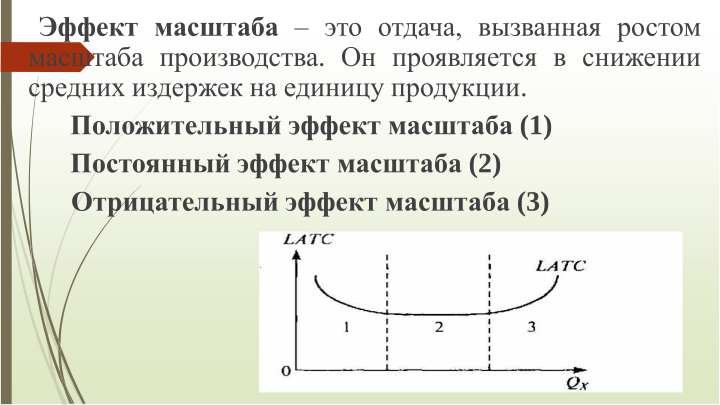 Эффект масштаба – это отдача, вызванная ростом
масштаба производства. Он проявляется в снижении
средних издержек на единицу продукции.
Положительный эффект масштаба (1)
Постоянный эффект масштаба (2)
Отрицательный эффект масштаба (3)
LATC
LATC
1 2 3
0
Qx